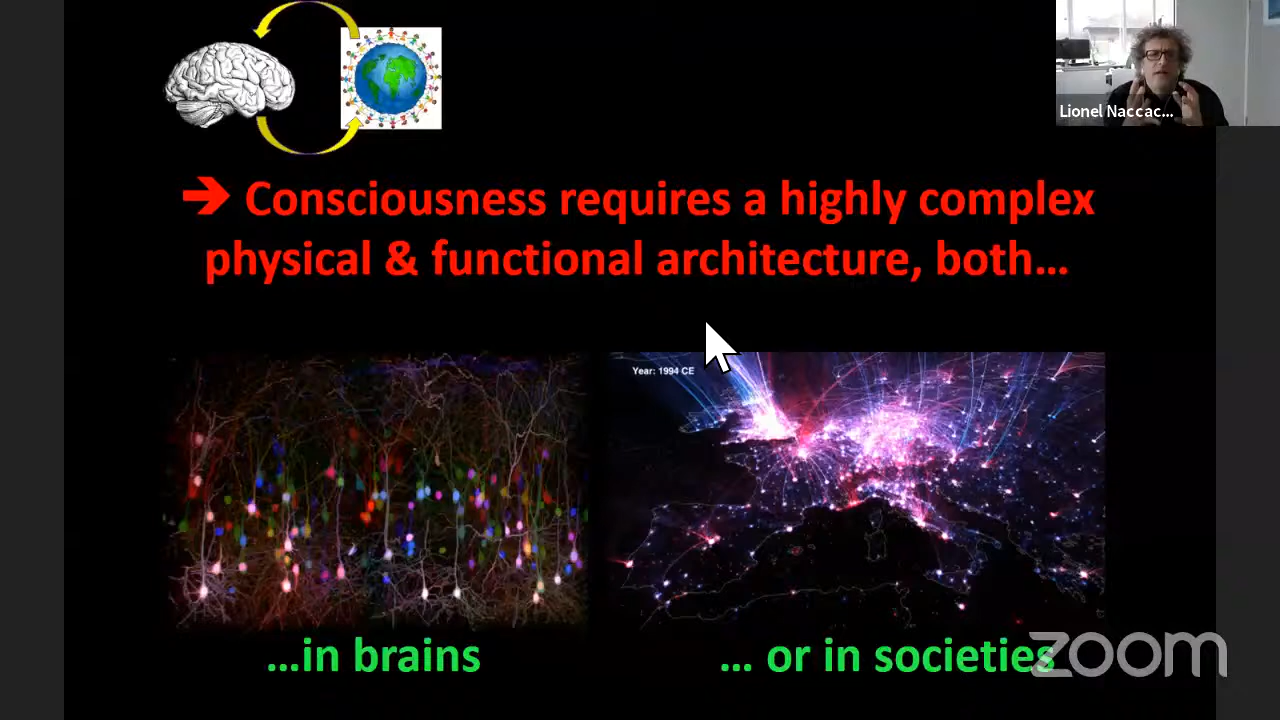 Lionel Naccac...
➔ Consciousness requires a highly complex
physical & functional architecture, both...
Year: 1994 CE
...in brains
... or in societies
zoom